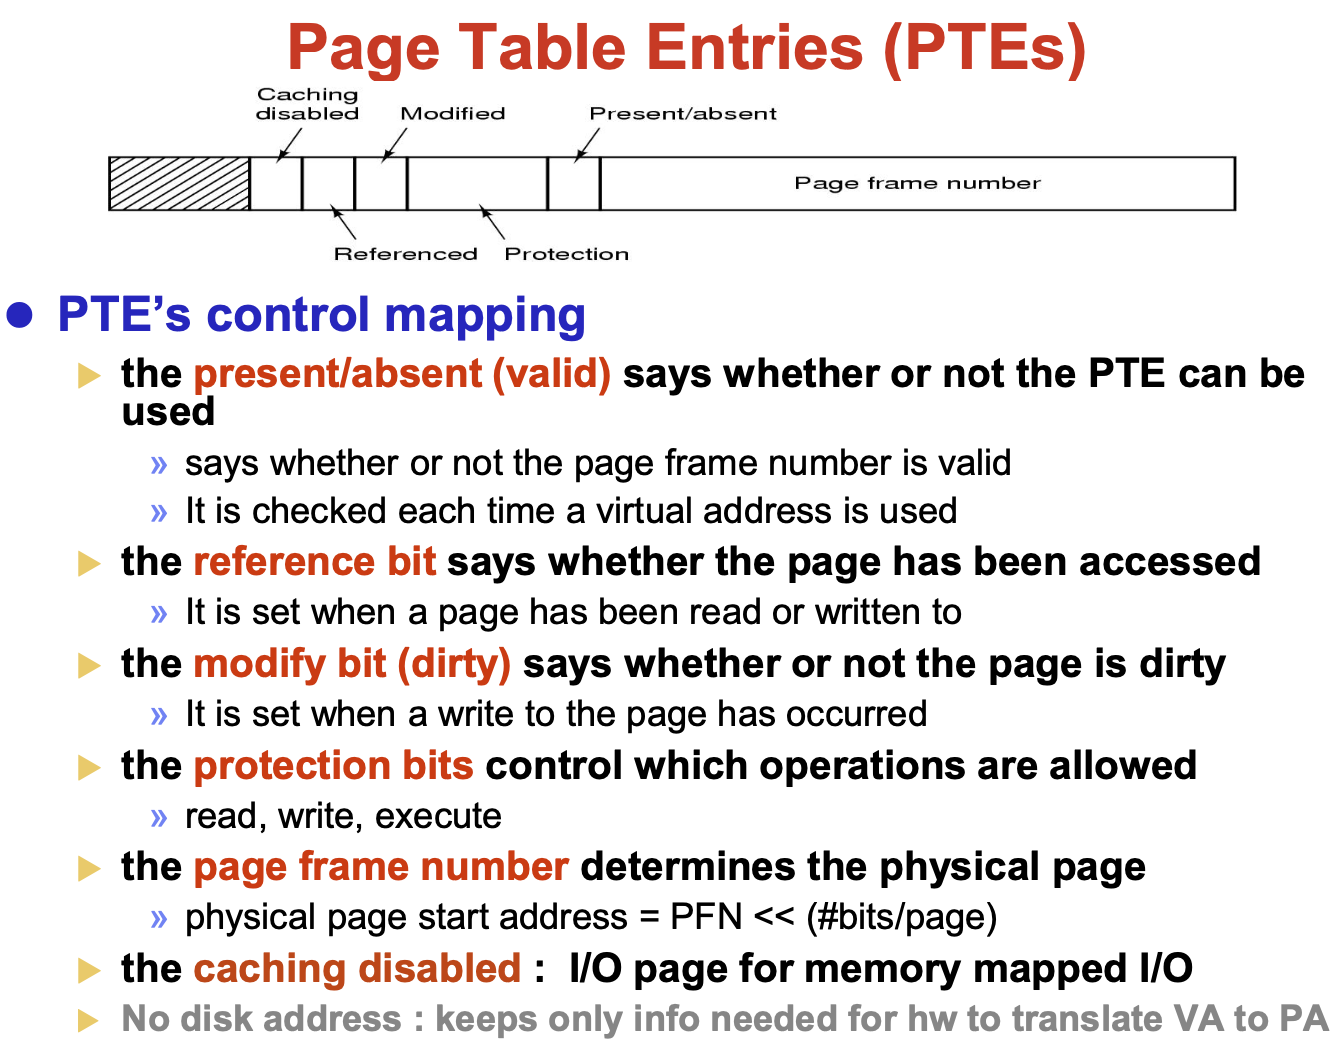 Page Table Entries (PTEs)
Caching
disabled
Modified
Present/absent
Page frame number
Referenced
Protection
● PTE’s control mapping
the present/absent (valid) says whether or not the PTE can be
used
» says whether or not the page frame number is valid
» It is checked each time a virtual address is used
the reference bit says whether the page has been accessed
» It is set when a page has been read or written to
the modify bit (dirty) says whether or not the page is dirty
» It is set when a write to the page has occurred
the protection bits control which operations are allowed
» read, write, execute
the page frame number determines the physical page
» physical page start address = PFN << (#bits/page)
the caching disabled : I/O page for memory mapped I/O
No disk address : keeps only info needed for hw to translate VA to PA